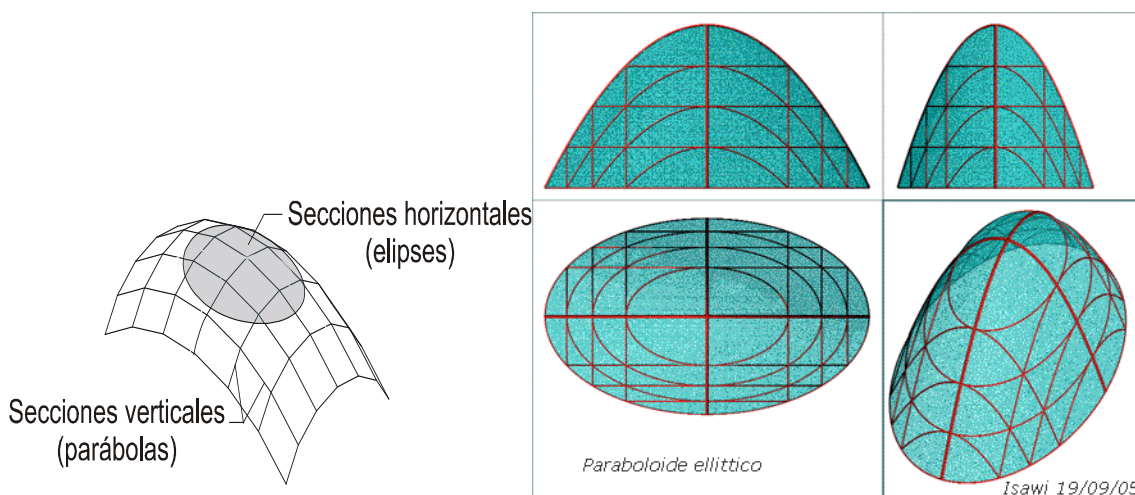 Secciones horizontales
(elipses)
Secciones verticales
(parábolas)
Paraboloide ellittico
Isawi 19/09/05